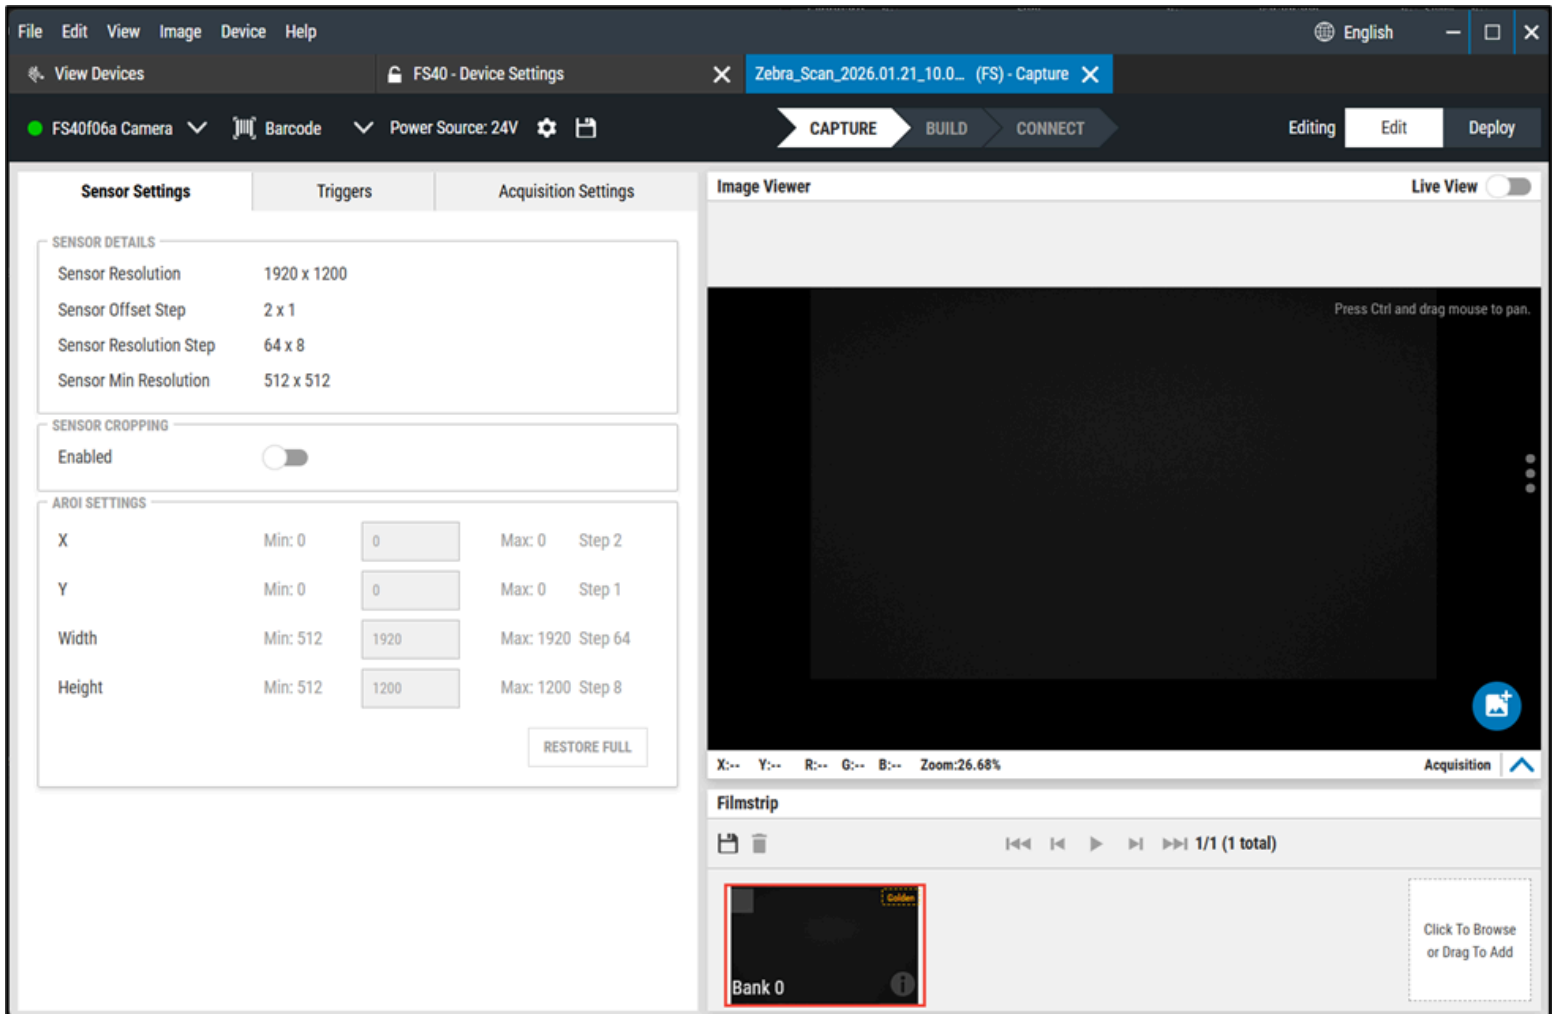 File Edit View Image Device Help English
View Devices FS40 - Device Settings Zebra_Scan_2026.01.21_10.0... (FS) - Capture
FS40f06a Camera Barcode Power Source: 24V CAPTURE BUILD CONNECT Editing Edit Deploy
Sensor Settings Triggers Acquisition Settings
SENSOR DETAILS
Sensor Resolution 1920 x 1200
Sensor Offset Step 2 x 1
Sensor Resolution Step 64 x 8
Sensor Min Resolution 512 x 512
SENSOR CROPPING
Enabled
AROI SETTINGS
X Min: 0 0 Max: 0 Step 2
Y Min: 0 0 Max: 0 Step 1
Width Min: 512 1920 Max: 1920 Step 64
Height Min: 512 1200 Max: 1200 Step 8
RESTORE FULL
Image Viewer Live View
Press Ctrl and drag mouse to pan.
X:-- Y:-- R:-- G:-- B:-- Zoom:26.68% Acquisition
Filmstrip
1/1 (1 total)
Golden
Bank 0
Click To Browse
or Drag To Add